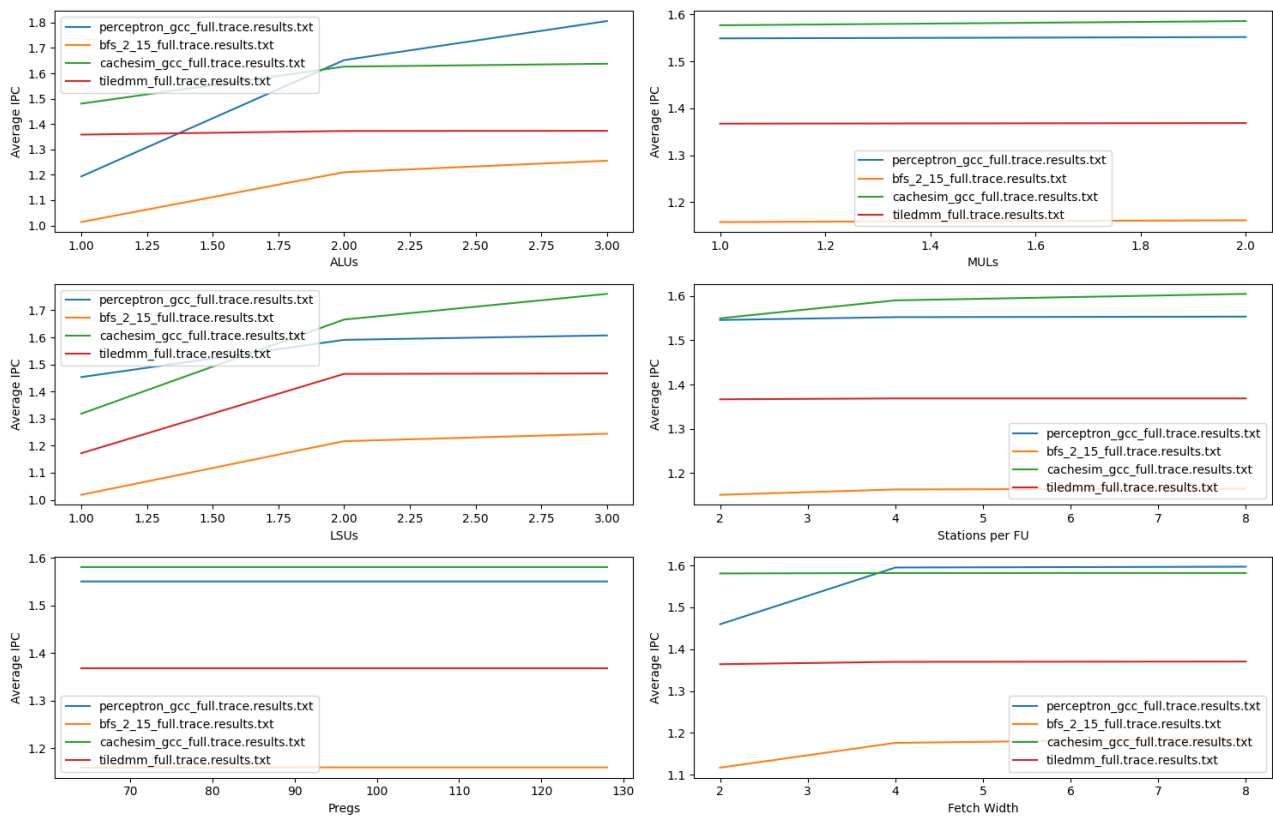 1.8
1.7
1.6
1.5
1.4
1.3
1.2
1.1
1.0
Average IPC
perceptron_gcc_full.trace.results.txt
bfs_2_15_full.trace.results.txt
cachesim_gcc_full.trace.results.txt
tiledmm_full.trace.results.txt
1.00 1.25 1.50 1.75 2.00 2.25 2.50 2.75 3.00
ALUs
1.6
1.5
1.4
1.3
1.2
Average IPC
perceptron_gcc_full.trace.results.txt
bfs_2_15_full.trace.results.txt
cachesim_gcc_full.trace.results.txt
tiledmm_full.trace.results.txt
1.0 1.2 1.4 1.6 1.8 2.0
MULs
1.7
1.6
1.5
1.4
1.3
1.2
1.1
1.0
Average IPC
perceptron_gcc_full.trace.results.txt
bfs_2_15_full.trace.results.txt
cachesim_gcc_full.trace.results.txt
tiledmm_full.trace.results.txt
1.00 1.25 1.50 1.75 2.00 2.25 2.50 2.75 3.00
LSUs
1.6
1.5
1.4
1.3
1.2
Average IPC
perceptron_gcc_full.trace.results.txt
bfs_2_15_full.trace.results.txt
cachesim_gcc_full.trace.results.txt
tiledmm_full.trace.results.txt
2 3 4 5 6 7 8
Stations per FU
1.6
1.5
1.4
1.3
1.2
Average IPC
perceptron_gcc_full.trace.results.txt
bfs_2_15_full.trace.results.txt
cachesim_gcc_full.trace.results.txt
tiledmm_full.trace.results.txt
70 80 90 100 110 120 130
Pregs
1.6
1.5
1.4
1.3
1.2
1.1
Average IPC
perceptron_gcc_full.trace.results.txt
bfs_2_15_full.trace.results.txt
cachesim_gcc_full.trace.results.txt
tiledmm_full.trace.results.txt
2 3 4 5 6 7 8
Fetch Width